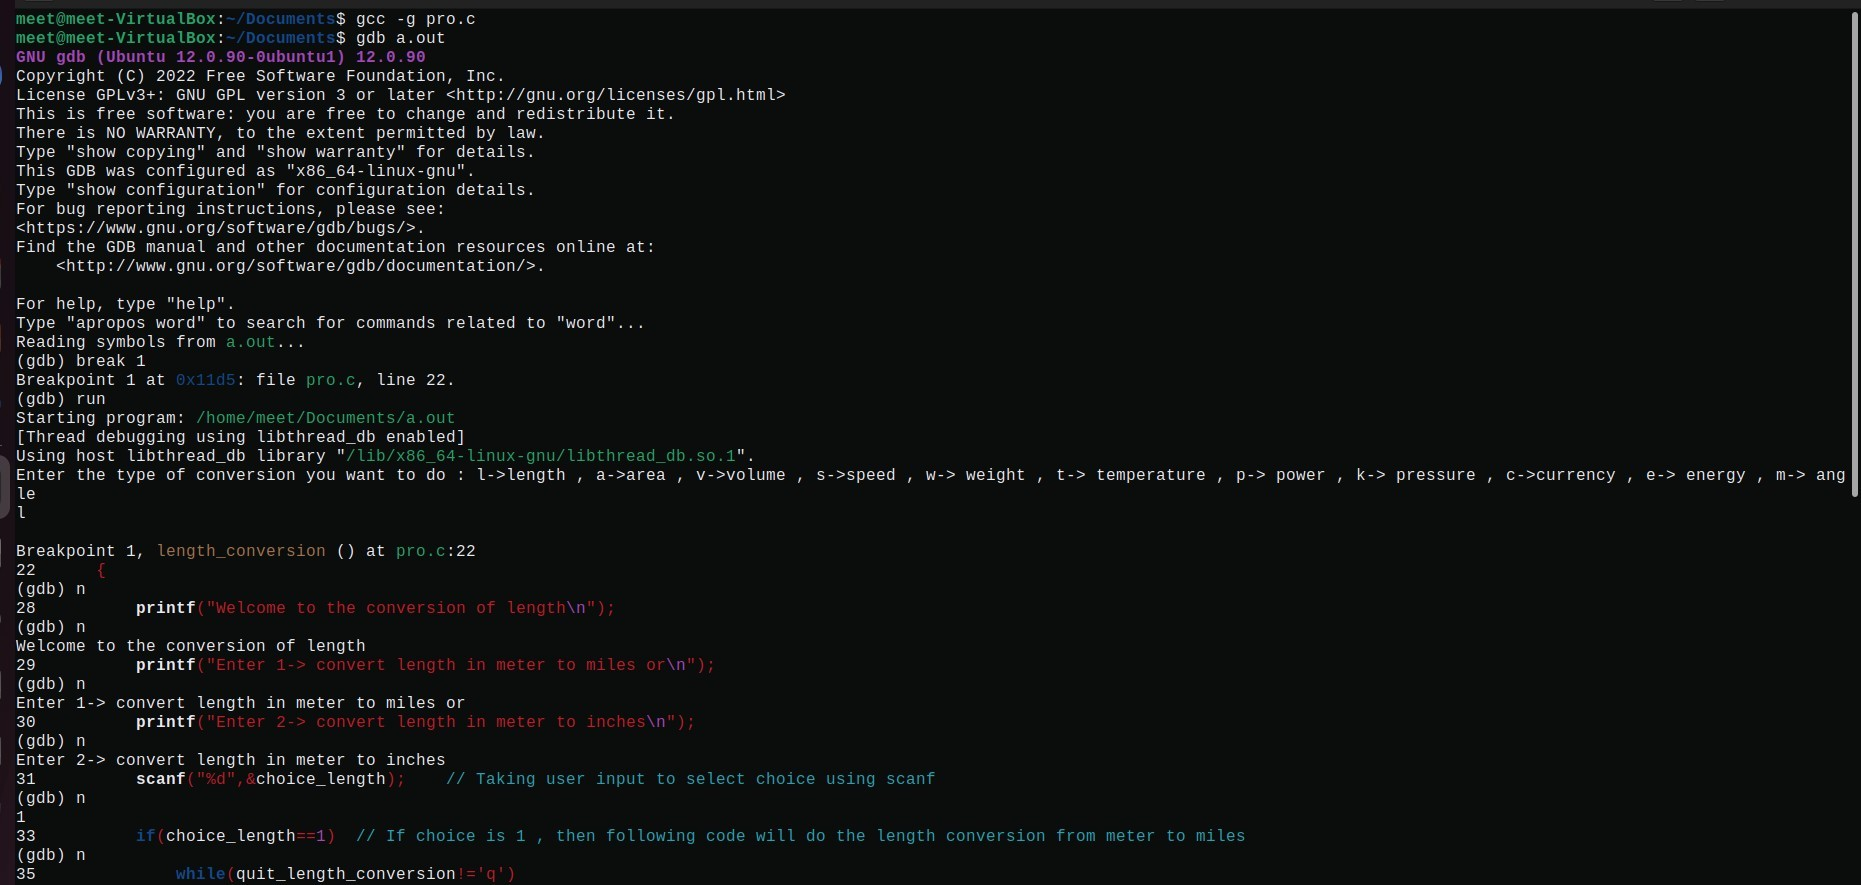 meet@meet-VirtualBox:~/Documents$ gcc -g pro.c
meet@meet-VirtualBox:~/Documents$ gdb a.out
GNU gdb (Ubuntu 12.0.90-0ubuntu1) 12.0.90
Copyright (C) 2022 Free Software Foundation, Inc.
License GPLv3+: GNU GPL version 3 or later <http://gnu.org/licenses/gpl.html>
This is free software: you are free to change and redistribute it.
There is NO WARRANTY, to the extent permitted by law.
Type "show copying" and "show warranty" for details.
This GDB was configured as "x86_64-linux-gnu".
Type "show configuration" for configuration details.
For bug reporting instructions, please see:
<https://www.gnu.org/software/gdb/bugs/>.
Find the GDB manual and other documentation resources online at:
    <http://www.gnu.org/software/gdb/documentation/>.

For help, type "help".
Type "apropos word" to search for commands related to "word"...
Reading symbols from a.out...
(gdb) break 1
Breakpoint 1 at 0x11d5: file pro.c, line 22.
(gdb) run
Starting program: /home/meet/Documents/a.out
[Thread debugging using libthread_db enabled]
Using host libthread_db library "/lib/x86_64-linux-gnu/libthread_db.so.1".
Enter the type of conversion you want to do : l->length , a->area , v->volume , s->speed , w-> weight , t-> temperature , p-> power , k-> pressure , c->currency , e-> energy , m-> ang
le
l

Breakpoint 1, length_conversion () at pro.c:22
22      {
(gdb) n
28          printf("Welcome to the conversion of length\n");
(gdb) n
Welcome to the conversion of length
29          printf("Enter 1-> convert length in meter to miles or\n");
(gdb) n
Enter 1-> convert length in meter to miles or
30          printf("Enter 2-> convert length in meter to inches\n");
(gdb) n
Enter 2-> convert length in meter to inches
31          scanf("%d",&choice_length);    // Taking user input to select choice using scanf
(gdb) n
1
33          if(choice_length==1)  // If choice is 1 , then following code will do the length conversion from meter to miles
(gdb) n
35              while(quit_length_conversion!='q')